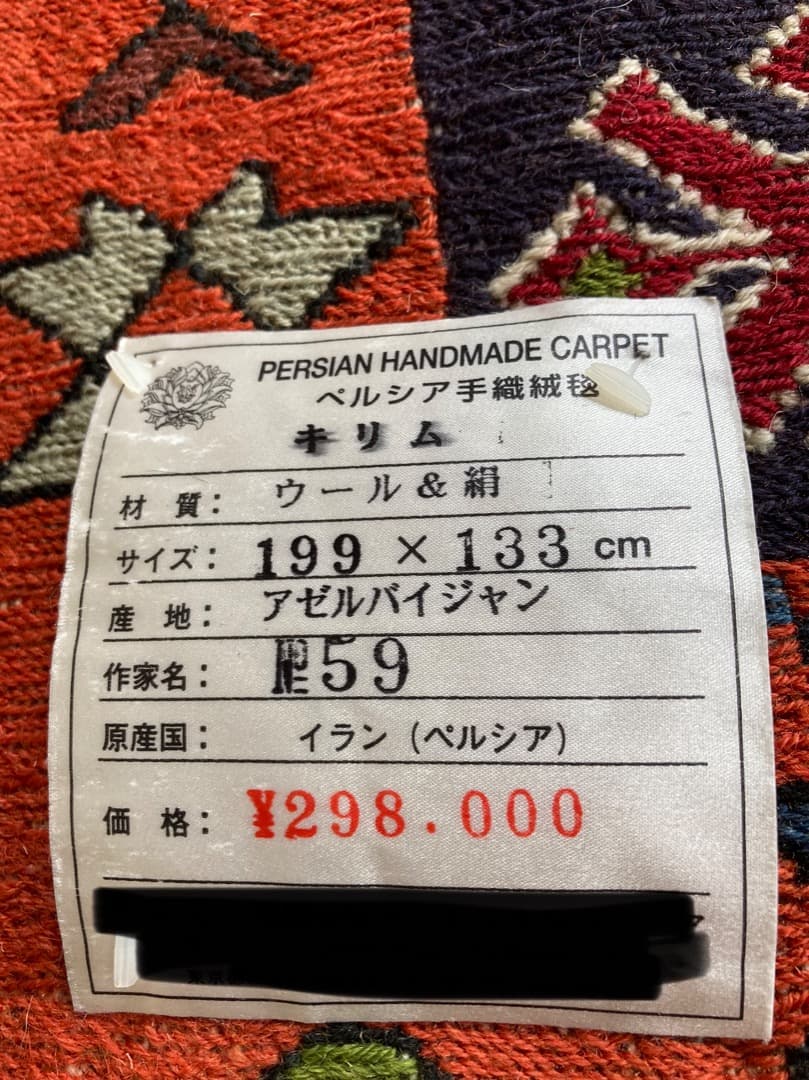 PERSIAN HANDMADE CARPET
ペルシア手織絨毯
キリム
材 質： ウール＆絹
サイズ： 199 × 133 cm
産 地： アゼルバイジャン
作家名： 59
原産国： イラン（ペルシア）
価 格： ¥298.000